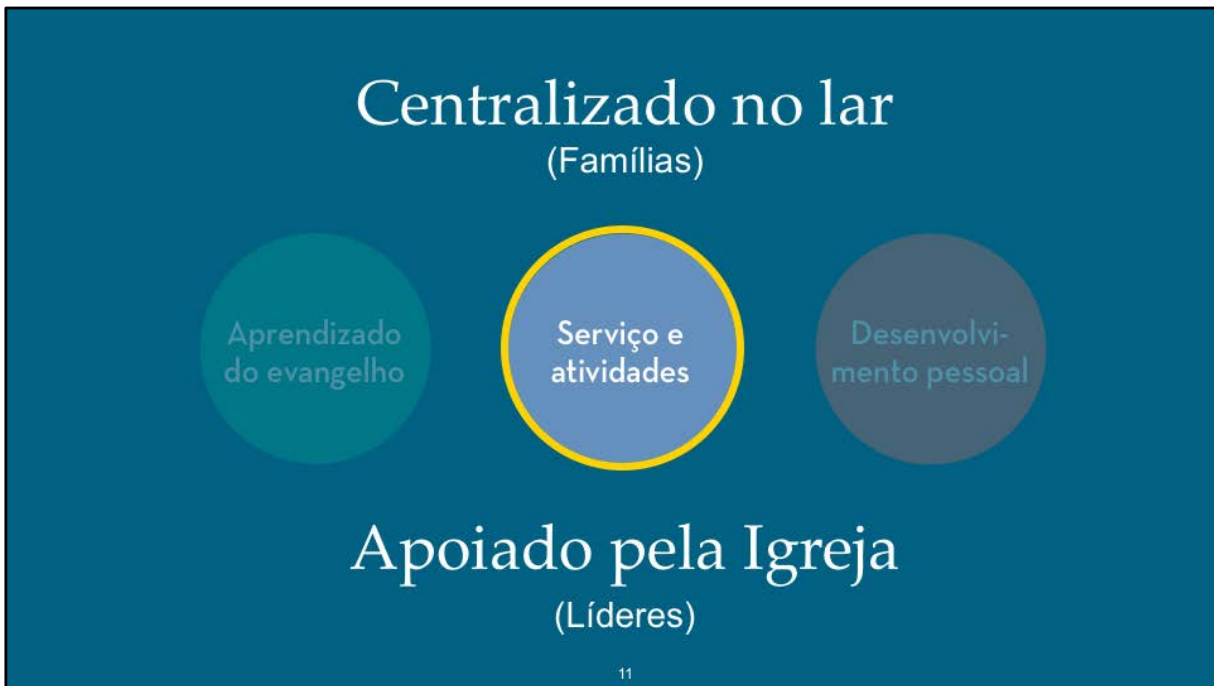 Centralizado no lar
(Famílias)
Aprendizado
do evangelho
Serviço e
atividades
Desenvolvi-
mento pessoal
Apoiado pela Igreja
(Líderes)
11